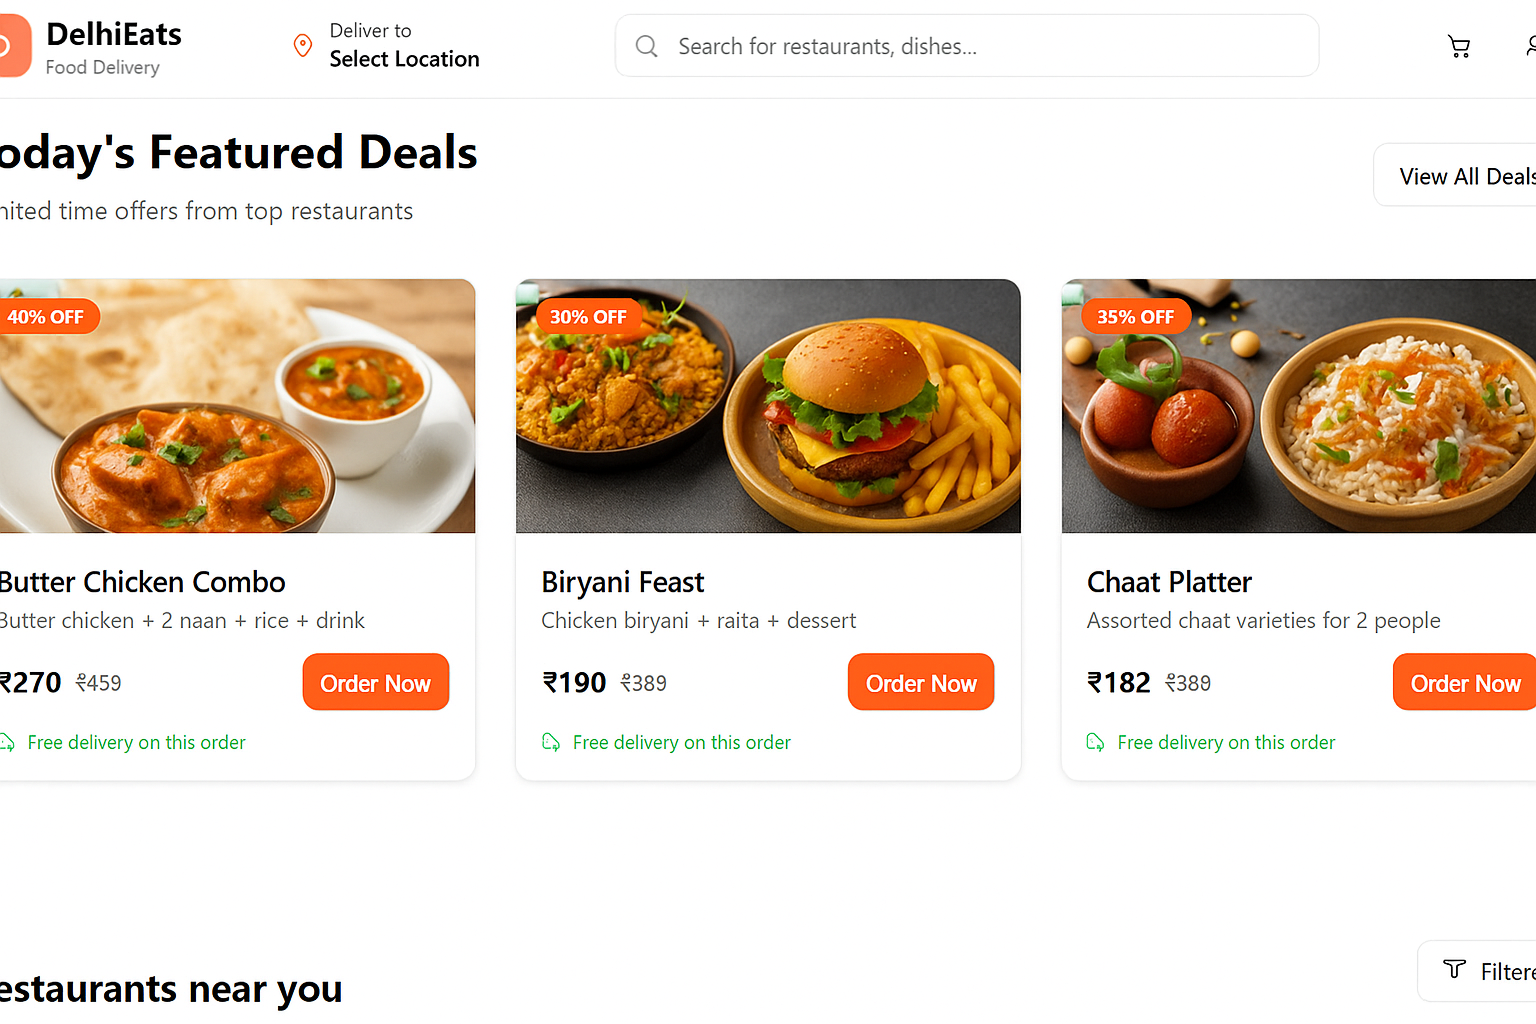 DelhiEats
Food Delivery
Deliver to
Select Location
Search for restaurants, dishes...
oday's Featured Deals
nited time offers from top restaurants
View All Deals
40% OFF
30% OFF
35% OFF
Butter Chicken Combo
Butter chicken + 2 naan + rice + drink
₹270 ₹459
Order Now
Free delivery on this order
Biryani Feast
Chicken biryani + raita + dessert
₹190 ₹389
Order Now
Free delivery on this order
Chaat Platter
Assorted chaat varieties for 2 people
₹182 ₹389
Order Now
Free delivery on this order
estaurants near you
Filtere